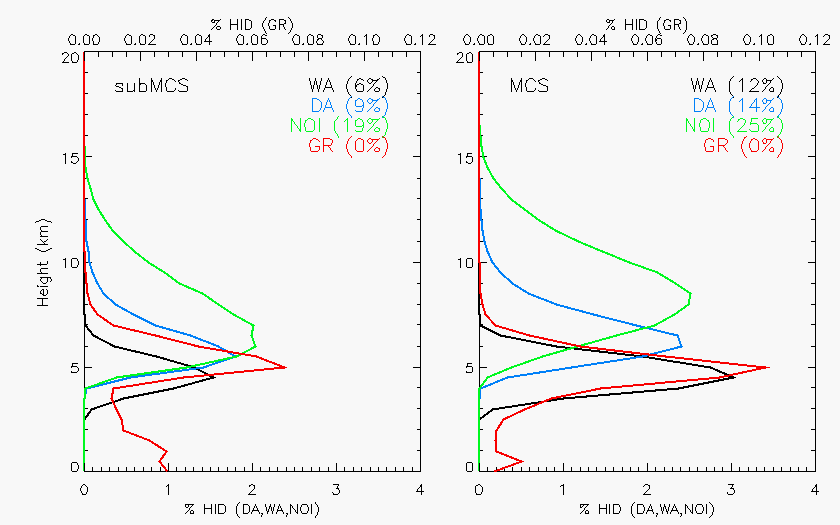 % HID (GR)
0.00 0.02 0.04 0.06 0.08 0.10 0.12
20
15
10
5
0
Height (km)
subMCS
WA (6%)
DA (9%)
NOI (19%)
GR (0%)
0 1 2 3 4
% HID (DA,WA,NOI)
% HID (GR)
0.00 0.02 0.04 0.06 0.08 0.10 0.12
20
15
10
5
0
MCS
WA (12%)
DA (14%)
NOI (25%)
GR (0%)
0 1 2 3 4
% HID (DA,WA,NOI)